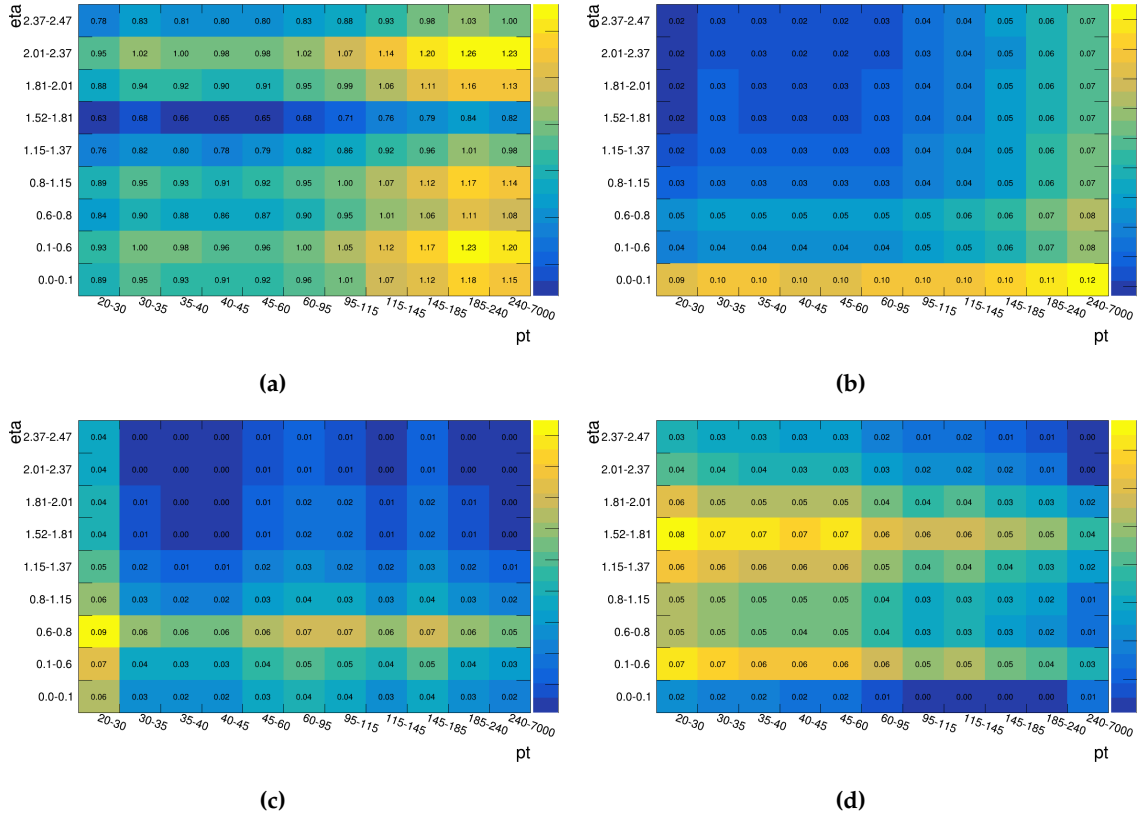 eta
2.37-2.47 0.78 0.83 0.81 0.80 0.80 0.83 0.88 0.93 0.98 1.03 1.00
2.01-2.37 0.95 1.02 1.00 0.98 0.98 1.02 1.07 1.14 1.20 1.26 1.23
1.81-2.01 0.88 0.94 0.92 0.90 0.91 0.95 0.99 1.06 1.11 1.16 1.13
1.52-1.81 0.63 0.68 0.66 0.65 0.65 0.68 0.71 0.76 0.79 0.84 0.82
1.15-1.37 0.76 0.82 0.80 0.78 0.79 0.82 0.86 0.92 0.96 1.01 0.98
0.8-1.15 0.89 0.95 0.93 0.91 0.92 0.95 1.00 1.07 1.12 1.17 1.14
0.6-0.8 0.84 0.90 0.88 0.86 0.87 0.90 0.95 1.01 1.06 1.11 1.08
0.1-0.6 0.93 1.00 0.98 0.96 0.96 1.00 1.05 1.12 1.17 1.23 1.20
0.0-0.1 0.89 0.95 0.93 0.91 0.92 0.96 1.01 1.07 1.12 1.18 1.15
20-30 30-35 35-40 40-45 45-60 60-95 95-115 115-145 145-185 185-240 240-7000
pt
(a)
eta
2.37-2.47 0.02 0.03 0.03 0.03 0.03 0.03 0.03 0.04 0.05 0.06 0.07
2.01-2.37 0.02 0.03 0.03 0.03 0.03 0.03 0.03 0.04 0.05 0.06 0.07
1.81-2.01 0.02 0.03 0.03 0.03 0.03 0.03 0.04 0.04 0.05 0.06 0.07
1.52-1.81 0.02 0.03 0.03 0.03 0.03 0.03 0.04 0.04 0.05 0.06 0.07
1.15-1.37 0.02 0.03 0.03 0.03 0.03 0.03 0.04 0.04 0.05 0.06 0.07
0.8-1.15 0.03 0.03 0.03 0.03 0.03 0.03 0.04 0.04 0.05 0.06 0.07
0.6-0.8 0.05 0.05 0.05 0.05 0.05 0.05 0.05 0.06 0.06 0.07 0.08
0.1-0.6 0.04 0.04 0.04 0.04 0.04 0.04 0.05 0.05 0.06 0.07 0.08
0.0-0.1 0.09 0.10 0.10 0.10 0.10 0.10 0.10 0.10 0.10 0.11 0.12
20-30 30-35 35-40 40-45 45-60 60-95 95-115 115-145 145-185 185-240 240-7000
pt
(b)
eta
2.37-2.47 0.04 0.00 0.00 0.00 0.01 0.01 0.01 0.00 0.01 0.00 0.00
2.01-2.37 0.04 0.00 0.00 0.00 0.01 0.01 0.01 0.00 0.01 0.00 0.00
1.81-2.01 0.04 0.01 0.00 0.00 0.01 0.02 0.02 0.01 0.02 0.01 0.00
1.52-1.81 0.04 0.01 0.00 0.00 0.01 0.02 0.02 0.01 0.02 0.01 0.00
1.15-1.37 0.05 0.02 0.01 0.01 0.02 0.03 0.02 0.02 0.03 0.02 0.01
0.8-1.15 0.06 0.03 0.02 0.02 0.03 0.04 0.03 0.03 0.04 0.03 0.02
0.6-0.8 0.09 0.06 0.06 0.06 0.06 0.07 0.07 0.06 0.07 0.06 0.05
0.1-0.6 0.07 0.04 0.03 0.03 0.04 0.05 0.05 0.04 0.05 0.04 0.03
0.0-0.1 0.06 0.03 0.02 0.02 0.03 0.04 0.04 0.03 0.04 0.03 0.02
20-30 30-35 35-40 40-45 45-60 60-95 95-115 115-145 145-185 185-240 240-7000
pt
(c)
eta
2.37-2.47 0.03 0.03 0.03 0.03 0.03 0.02 0.01 0.02 0.01 0.01 0.00
2.01-2.37 0.04 0.04 0.03 0.03 0.03 0.03 0.02 0.02 0.02 0.01 0.00
1.81-2.01 0.06 0.05 0.05 0.05 0.05 0.04 0.04 0.04 0.03 0.03 0.02
1.52-1.81 0.08 0.07 0.07 0.07 0.07 0.06 0.06 0.06 0.05 0.05 0.04
1.15-1.37 0.06 0.06 0.06 0.06 0.06 0.05 0.04 0.04 0.04 0.03 0.02
0.8-1.15 0.05 0.05 0.05 0.05 0.05 0.04 0.03 0.03 0.03 0.02 0.01
0.6-0.8 0.05 0.05 0.05 0.04 0.05 0.04 0.03 0.03 0.03 0.02 0.01
0.1-0.6 0.07 0.07 0.06 0.06 0.06 0.06 0.05 0.05 0.05 0.04 0.03
0.0-0.1 0.02 0.02 0.02 0.02 0.02 0.01 0.00 0.00 0.00 0.00 0.01
20-30 30-35 35-40 40-45 45-60 60-95 95-115 115-145 145-185 185-240 240-7000
pt
(d)